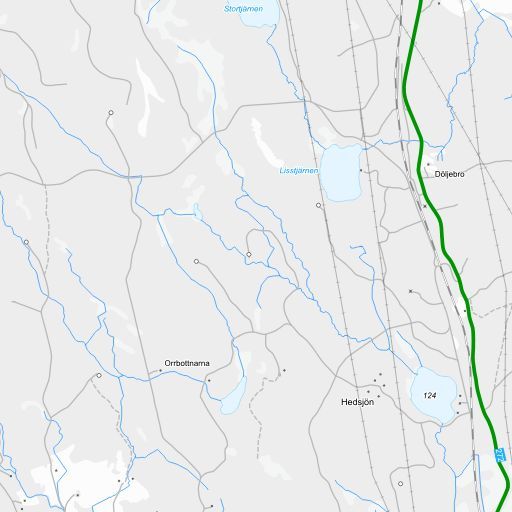 Stortjärnen
Lisstjärnen
Döljebro
Orrbottnarna
124
Hedsjön
272